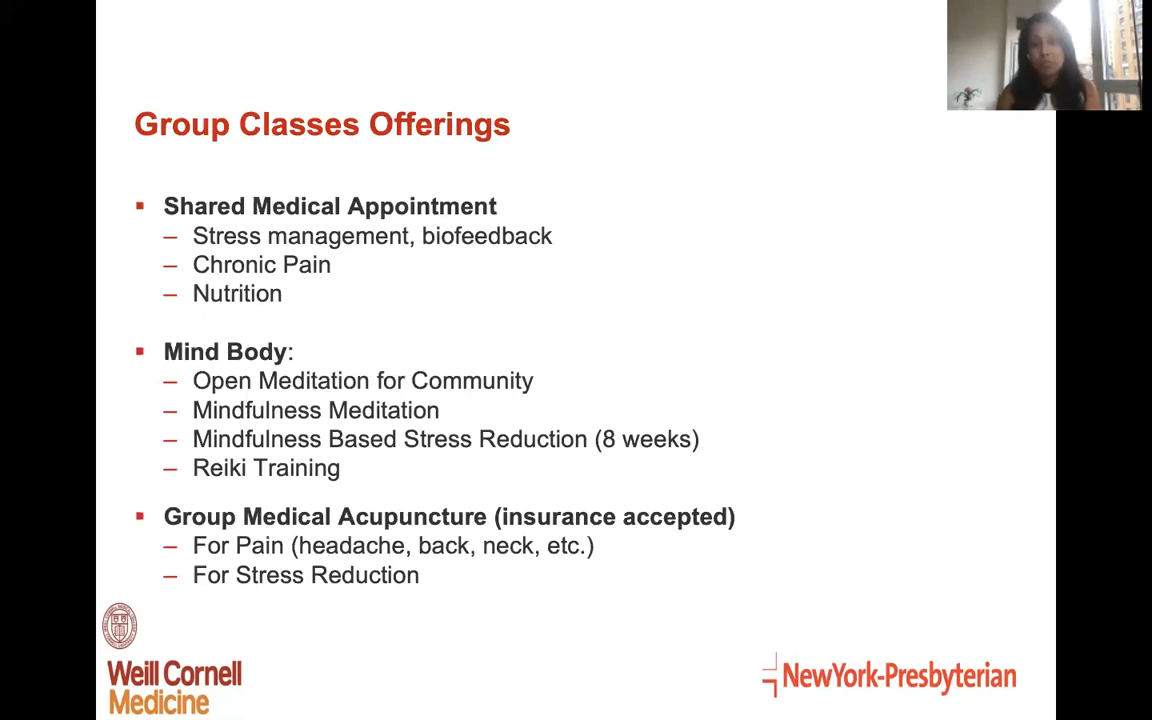 Group Classes Offerings
▪ Shared Medical Appointment
– Stress management, biofeedback
– Chronic Pain
– Nutrition
▪ Mind Body:
– Open Meditation for Community
– Mindfulness Meditation
– Mindfulness Based Stress Reduction (8 weeks)
– Reiki Training
▪ Group Medical Acupuncture (insurance accepted)
– For Pain (headache, back, neck, etc.)
– For Stress Reduction
Weill Cornell
Medicine
NewYork-Presbyterian